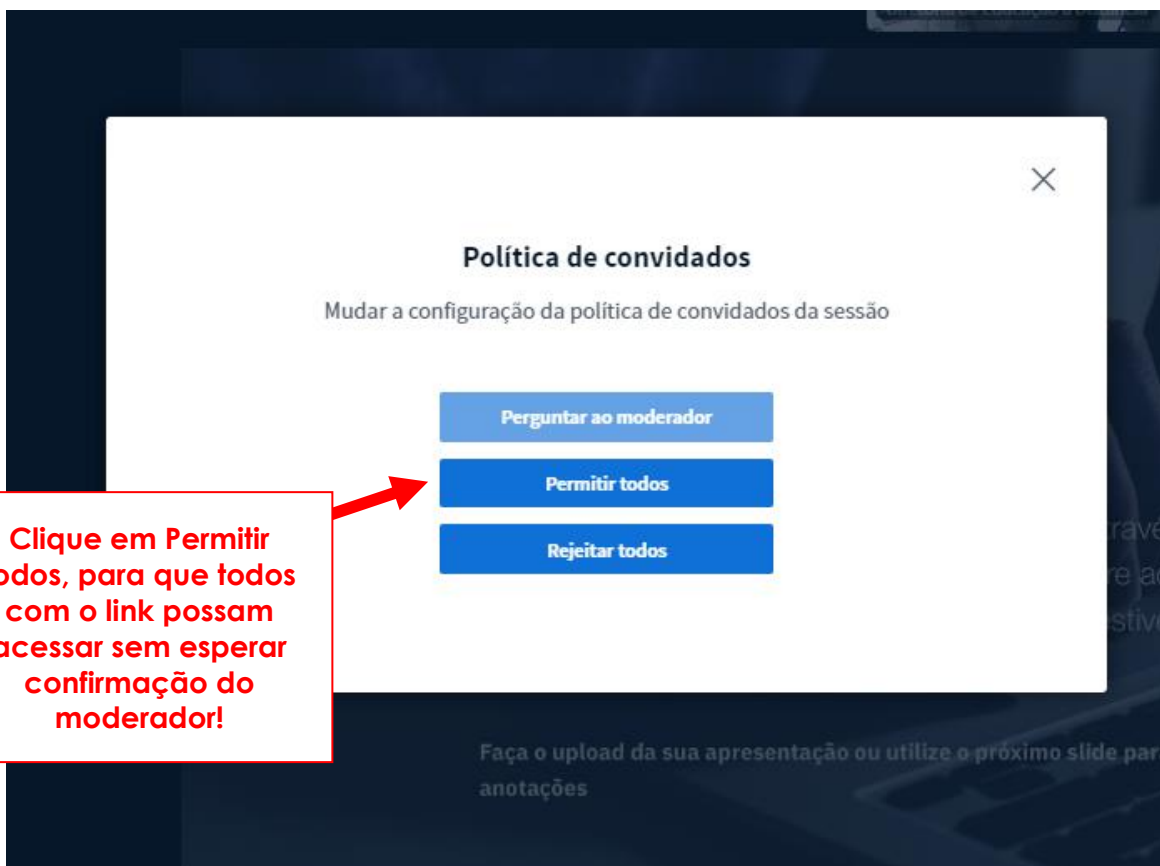 Política de convidados
Mudar a configuração da política de convidados da sessão
Perguntar ao moderador
Permitir todos
Rejeitar todos
Clique em Permitir
odos, para que todos
com o link possam
acessar sem esperar
confirmação do
moderador!
Faça o upload da sua apresentação ou utilize o próximo slide par
anotações